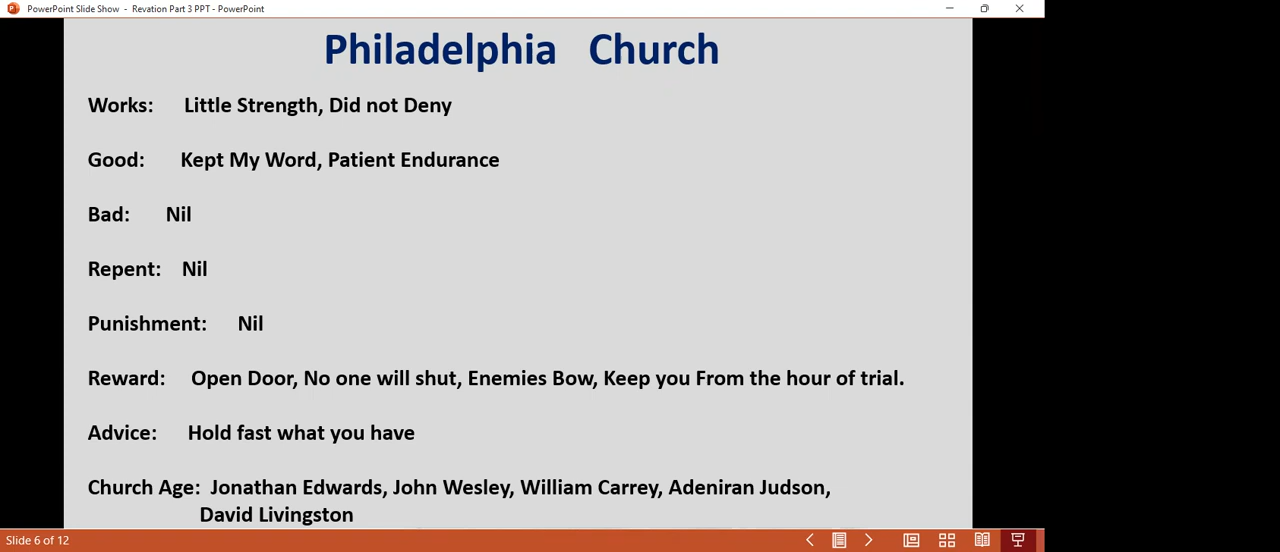 PowerPoint Slide Show - Revation Part 3 PPT - PowerPoint
Philadelphia Church
Works: Little Strength, Did not Deny
Good: Kept My Word, Patient Endurance
Bad: Nil
Repent: Nil
Punishment: Nil
Reward: Open Door, No one will shut, Enemies Bow, Keep you From the hour of trial.
Advice: Hold fast what you have
Church Age: Jonathan Edwards, John Wesley, William Carrey, Adeniran Judson,
David Livingston
Slide 6 of 12